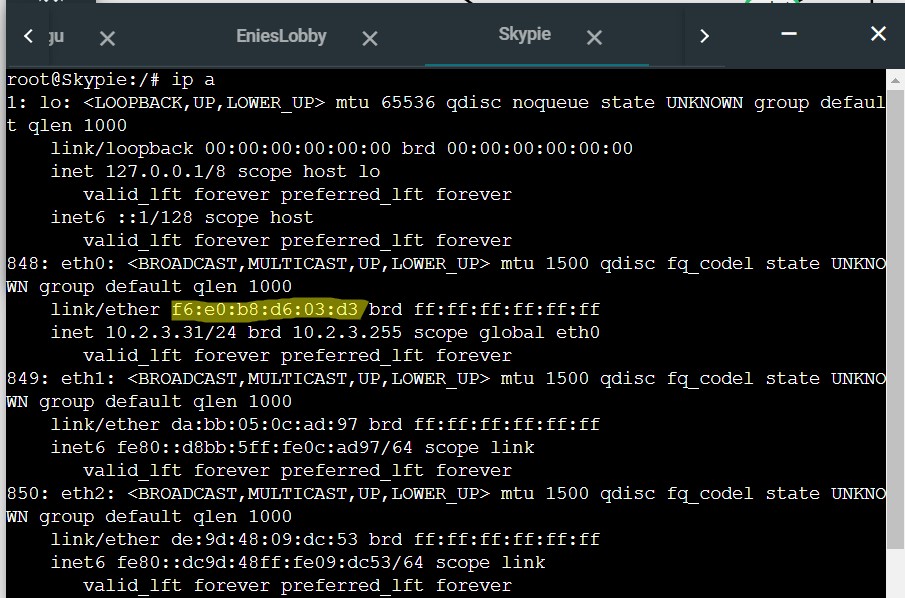 gu
EniesLobby
Skypie
root@Skypie:/# ip a
1: lo: <LOOPBACK,UP,LOWER_UP> mtu 65536 qdisc noqueue state UNKNOWN group defaul
t qlen 1000
link/loopback 00:00:00:00:00:00 brd 00:00:00:00:00:00
inet 127.0.0.1/8 scope host lo
valid_lft forever preferred_lft forever
inet6 ::1/128 scope host
valid_lft forever preferred_lft forever
848: eth0: <BROADCAST,MULTICAST,UP,LOWER_UP> mtu 1500 qdisc fq_codel state UNKNO
WN group default qlen 1000
link/ether f6:e0:b8:d6:03:d3 brd ff:ff:ff:ff:ff:ff
inet 10.2.3.31/24 brd 10.2.3.255 scope global eth0
valid_lft forever preferred_lft forever
849: eth1: <BROADCAST,MULTICAST,UP,LOWER_UP> mtu 1500 qdisc fq_codel state UNKNO
WN group default qlen 1000
link/ether da:bb:05:0c:ad:97 brd ff:ff:ff:ff:ff:ff
inet6 fe80::d8bb:5ff:fe0c:ad97/64 scope link
valid_lft forever preferred_lft forever
850: eth2: <BROADCAST,MULTICAST,UP,LOWER_UP> mtu 1500 qdisc fq_codel state UNKNO
WN group default qlen 1000
link/ether de:9d:48:09:dc:53 brd ff:ff:ff:ff:ff:ff
inet6 fe80::dc9d:48ff:fe09:dc53/64 scope link
valid_lft forever preferred_lft forever